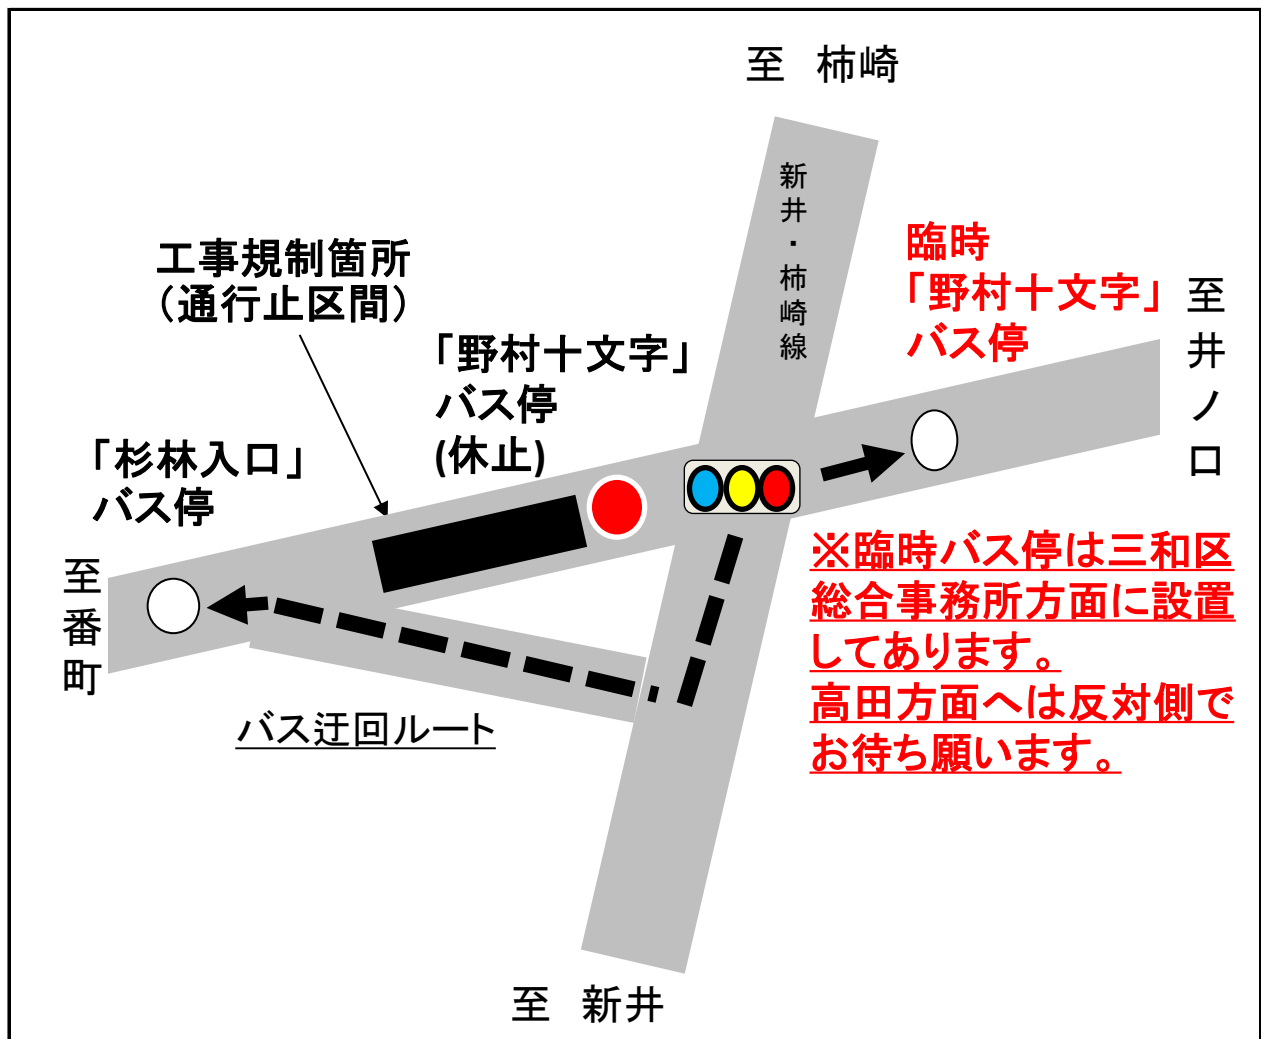 至　柿崎
新井・柿崎線
臨時
「野村十文字」
バス停
至井ノ口
工事規制箇所
（通行止区間）
「野村十文字」
バス停
(休止)
「杉林入口」
バス停
至番町
※臨時バス停は三和区
総合事務所方面に設置
してあります。
高田方面へは反対側で
お待ち願います。
バス迂回ルート
至　新井